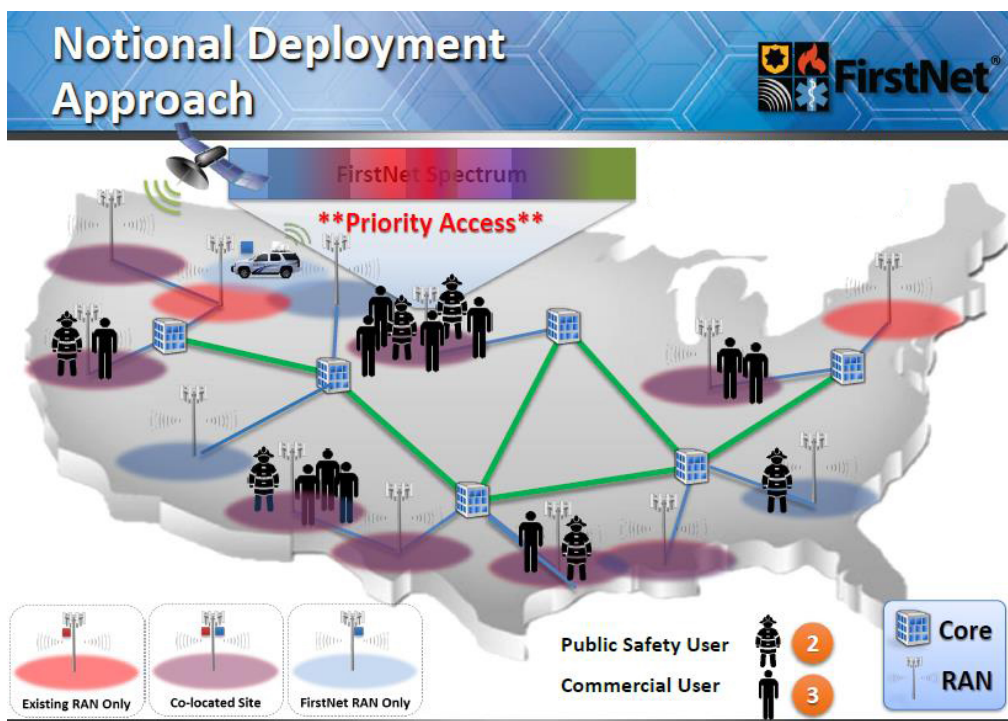 Notional Deployment
Approach
FirstNet®
FirstNet Spectrum
**Priority Access**
Public Safety User
2
Commercial User
3
Core
RAN
Existing RAN Only
Co-located Site
FirstNet RAN Only